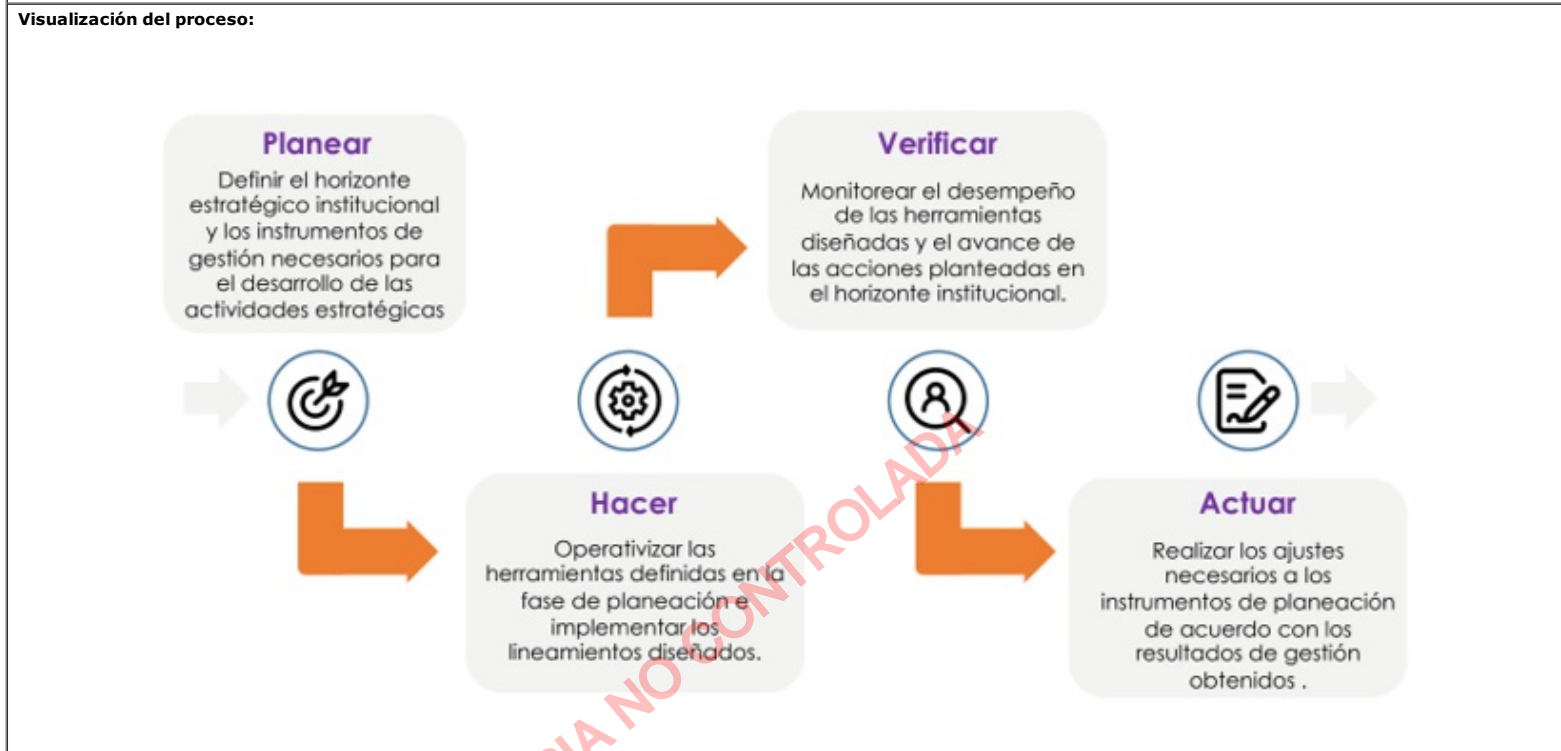 Visualización del proceso:
Planear
Definir el horizonte
estratégico institucional
y los instrumentos de
gestión necesarios para
el desarrollo de las
actividades estratégicas
Hacer
Operativizar las
herramientas definidas en la
fase de planeación e
implementar los
lineamientos diseñados.
Verificar
Monitorear el desempeño
de las herramientas
diseñadas y el avance de
las acciones planteadas en
el horizonte institucional.
Actuar
Realizar los ajustes
necesarios a los
instrumentos de planeación
de acuerdo con los
resultados de gestión
obtenidos .
NO CONTROLADA